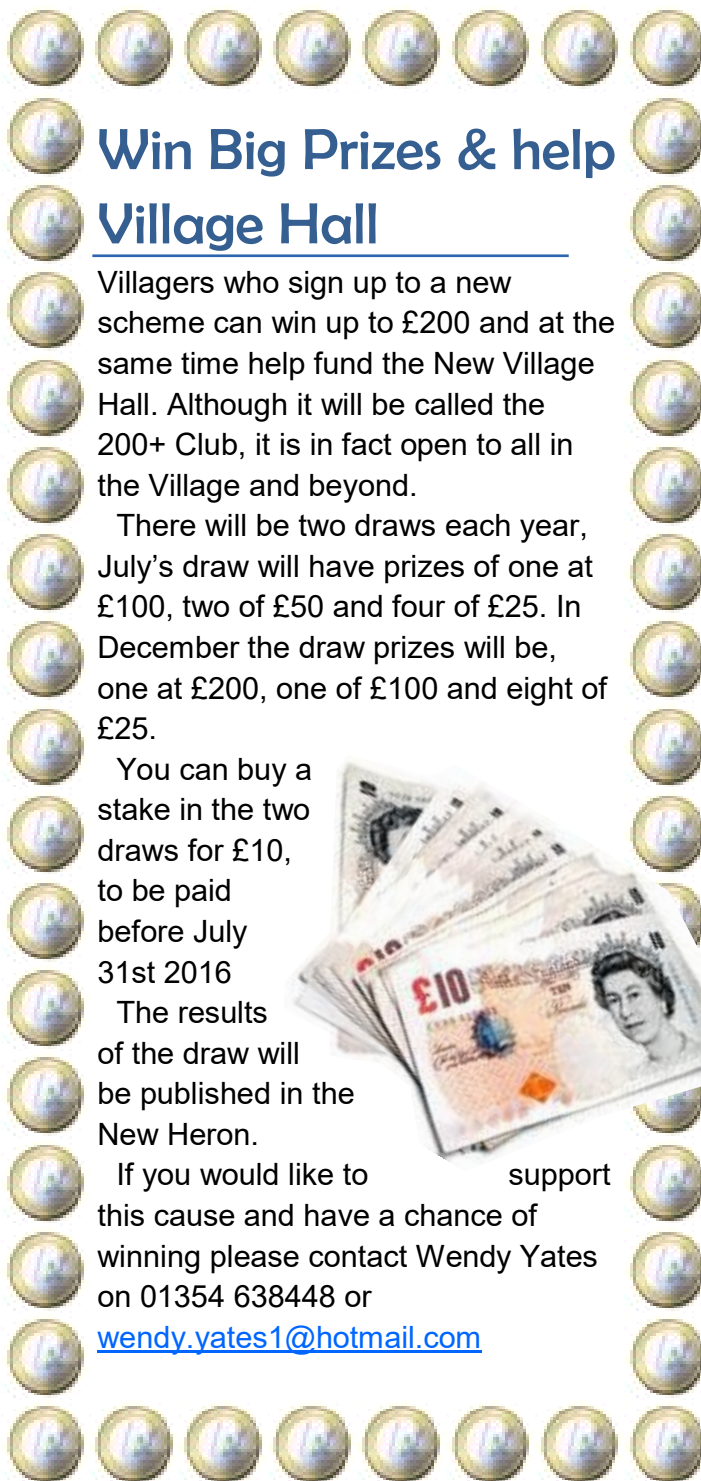 Win Big Prizes & help
Village Hall
Villagers who sign up to a new
scheme can win up to £200 and at the
same time help fund the New Village
Hall. Although it will be called the
200+ Club, it is in fact open to all in
the Village and beyond.
There will be two draws each year,
July’s draw will have prizes of one at
£100, two of £50 and four of £25. In
December the draw prizes will be,
one at £200, one of £100 and eight of
£25.
You can buy a
stake in the two
draws for £10,
to be paid
before July
31st 2016
The results
of the draw will
be published in the
New Heron.
If you would like to support
this cause and have a chance of
winning please contact Wendy Yates
on 01354 638448 or
wendy.yates1@hotmail.com
£10